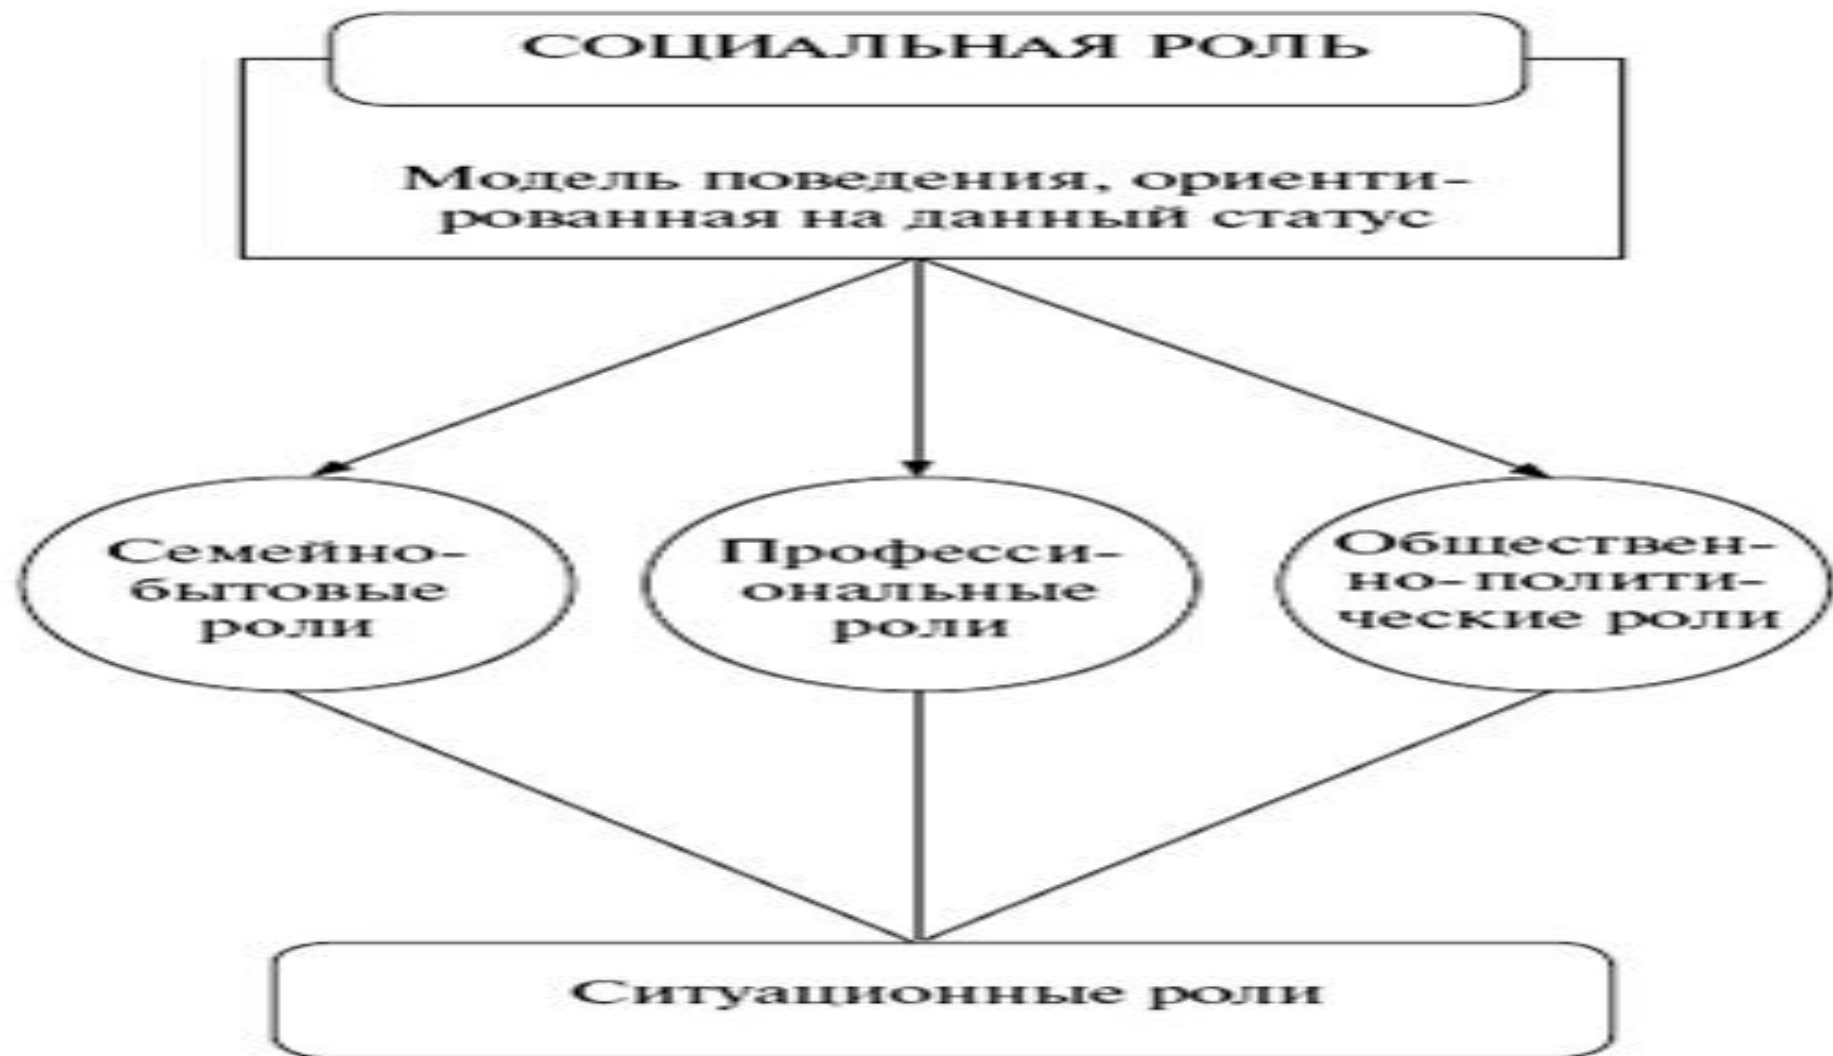 СОЦИАЛЬНАЯ РОЛЬ
Модель поведения, ориенти-
рованная на данный статус
Семейно-
бытовые
роли
Професси-
ональные
роли
Обществен-
но-полити-
ческие роли
Ситуационные роли